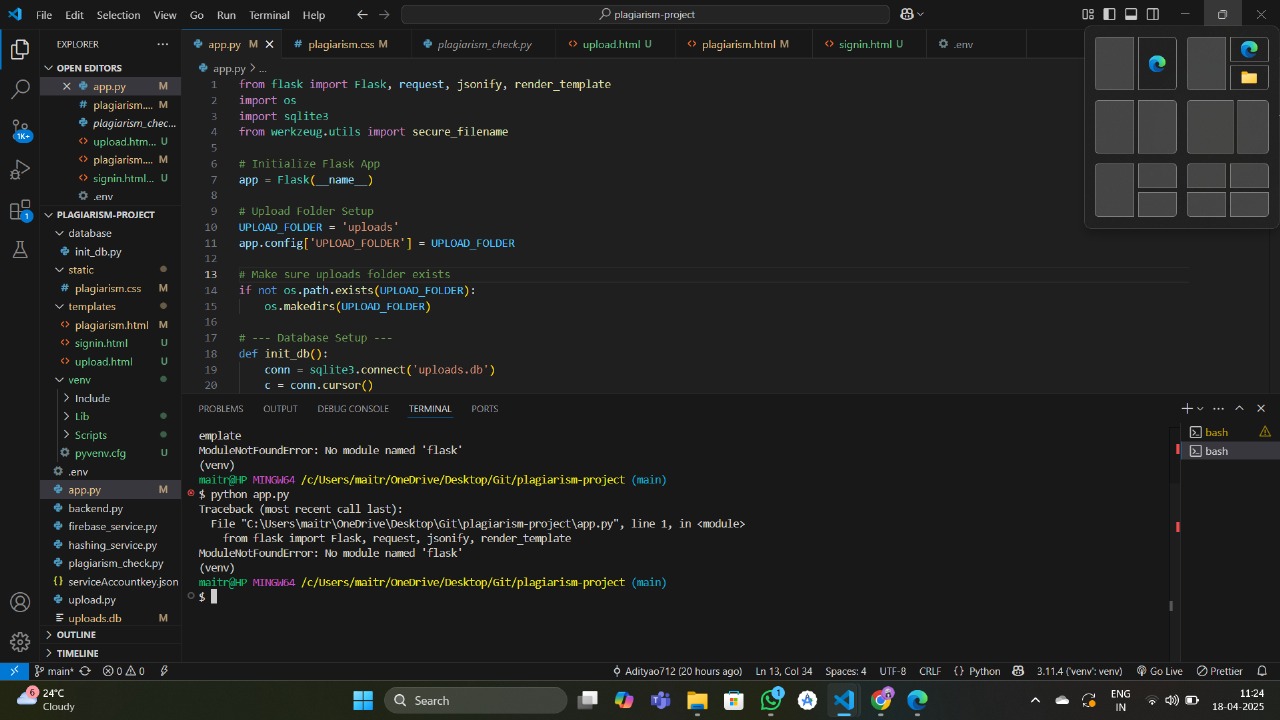 File Edit Selection View Go Run Terminal Help
plagiarism-project
EXPLORER
OPEN EDITORS
app.py M
plagiarism.... M
plagiarism_chec...
upload.htm... U
plagiarism.... M
signin.html... U
.env
PLAGIARISM-PROJECT
database
init_db.py
static
plagiarism.css M
templates
plagiarism.html M
signin.html U
upload.html U
venv
Include
Lib
Scripts
pyvenv.cfg U
.env
app.py M
backend.py
firebase_service.py
hashing_service.py
plagiarism_check.py
serviceAccountkey.json
upload.py
uploads.db M
OUTLINE
TIMELINE
1K+
1
app.py M
plagiarism.css M
plagiarism_check.py
upload.html U
plagiarism.html M
signin.html U
.env
app.py > ...
1 from flask import Flask, request, jsonify, render_template
2 import os
3 import sqlite3
4 from werkzeug.utils import secure_filename
5
6 # Initialize Flask App
7 app = Flask(__name__)
8
9 # Upload Folder Setup
10 UPLOAD_FOLDER = 'uploads'
11 app.config['UPLOAD_FOLDER'] = UPLOAD_FOLDER
12
13 # Make sure uploads folder exists
14 if not os.path.exists(UPLOAD_FOLDER):
15 os.makedirs(UPLOAD_FOLDER)
16
17 # --- Database Setup ---
18 def init_db():
19 conn = sqlite3.connect('uploads.db')
20 c = conn.cursor()
PROBLEMS OUTPUT DEBUG CONSOLE TERMINAL PORTS
emplate
ModuleNotFoundError: No module named 'flask'
(venv)
maitr@HP MINGW64 /c/Users/maitr/OneDrive/Desktop/Git/plagiarism-project (main)
$ python app.py
Traceback (most recent call last):
File "C:\Users\maitr\OneDrive\Desktop\Git\plagiarism-project\app.py", line 1, in <module>
from flask import Flask, request, jsonify, render_template
ModuleNotFoundError: No module named 'flask'
(venv)
maitr@HP MINGW64 /c/Users/maitr/OneDrive/Desktop/Git/plagiarism-project (main)
$
bash
bash
main* 0 0 Adityao712 (20 hours ago) Ln 13, Col 34 Spaces: 4 UTF-8 CRLF {} Python 3.11.4 ('venv': venv) Go Live Prettier
6
24°C
Cloudy
Search
1
ENG
IN
11:24
18-04-2025